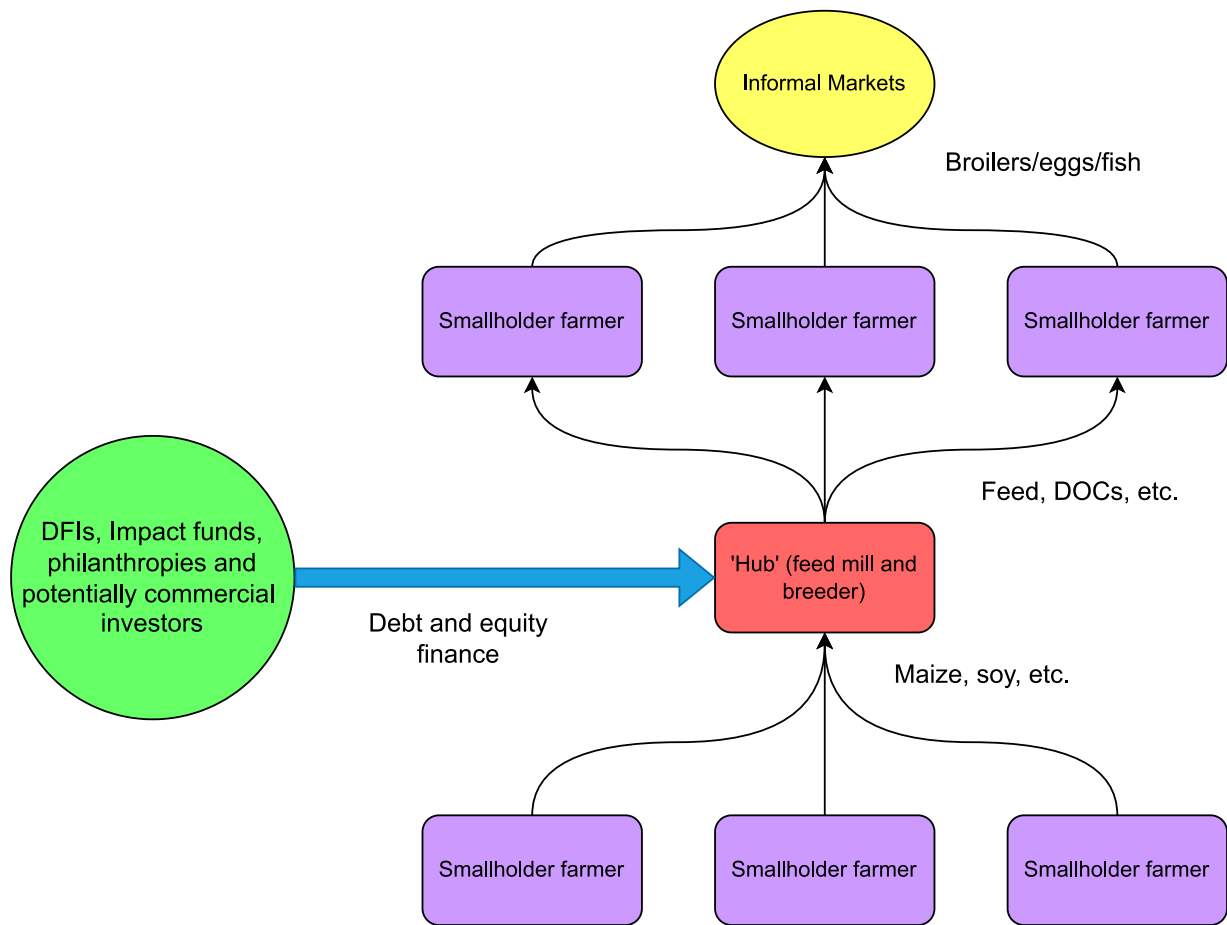 Informal Markets
Broilers/eggs/fish
Smallholder farmer
Smallholder farmer
Smallholder farmer
Feed, DOCs, etc.
DFIs, Impact funds,
philanthropies and
potentially commercial
investors
Debt and equity
finance
'Hub' (feed mill and
breeder)
Maize, soy, etc.
Smallholder farmer
Smallholder farmer
Smallholder farmer